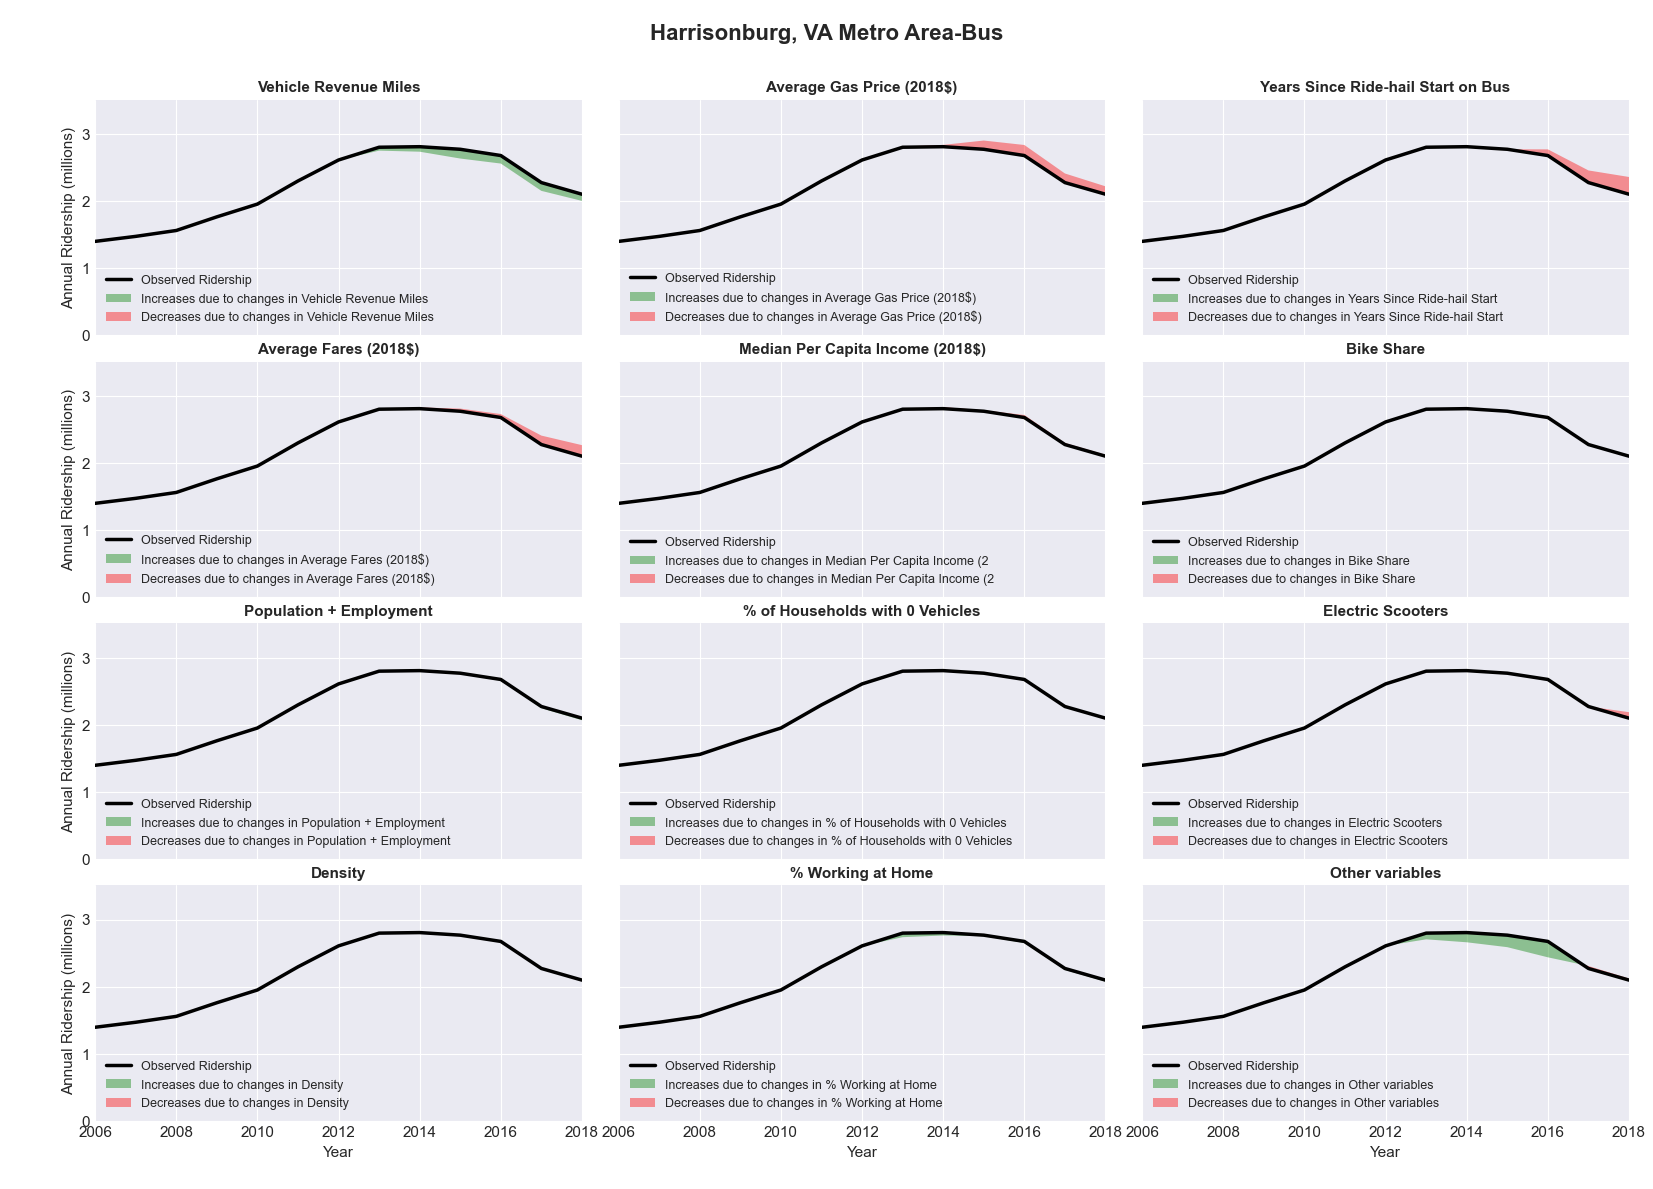 Harrisonburg, VA Metro Area-Bus
Vehicle Revenue Miles
Average Gas Price (2018$)
Years Since Ride-hail Start on Bus
Annual Ridership (millions)
3
2
1
0
Observed Ridership
Increases due to changes in Vehicle Revenue Miles
Decreases due to changes in Vehicle Revenue Miles
Observed Ridership
Increases due to changes in Average Gas Price (2018$)
Decreases due to changes in Average Gas Price (2018$)
Observed Ridership
Increases due to changes in Years Since Ride-hail Start
Decreases due to changes in Years Since Ride-hail Start
Average Fares (2018$)
Median Per Capita Income (2018$)
Bike Share
Annual Ridership (millions)
3
2
1
0
Observed Ridership
Increases due to changes in Average Fares (2018$)
Decreases due to changes in Average Fares (2018$)
Observed Ridership
Increases due to changes in Median Per Capita Income (2
Decreases due to changes in Median Per Capita Income (2
Observed Ridership
Increases due to changes in Bike Share
Decreases due to changes in Bike Share
Population + Employment
% of Households with 0 Vehicles
Electric Scooters
Annual Ridership (millions)
3
2
1
0
Observed Ridership
Increases due to changes in Population + Employment
Decreases due to changes in Population + Employment
Observed Ridership
Increases due to changes in % of Households with 0 Vehicles
Decreases due to changes in % of Households with 0 Vehicles
Observed Ridership
Increases due to changes in Electric Scooters
Decreases due to changes in Electric Scooters
Density
% Working at Home
Other variables
Annual Ridership (millions)
3
2
1
0
Observed Ridership
Increases due to changes in Density
Decreases due to changes in Density
Observed Ridership
Increases due to changes in % Working at Home
Decreases due to changes in % Working at Home
Observed Ridership
Increases due to changes in Other variables
Decreases due to changes in Other variables
2006 2008 2010 2012 2014 2016 2018
2006 2008 2010 2012 2014 2016 2018
2006 2008 2010 2012 2014 2016 2018
Year
Year
Year